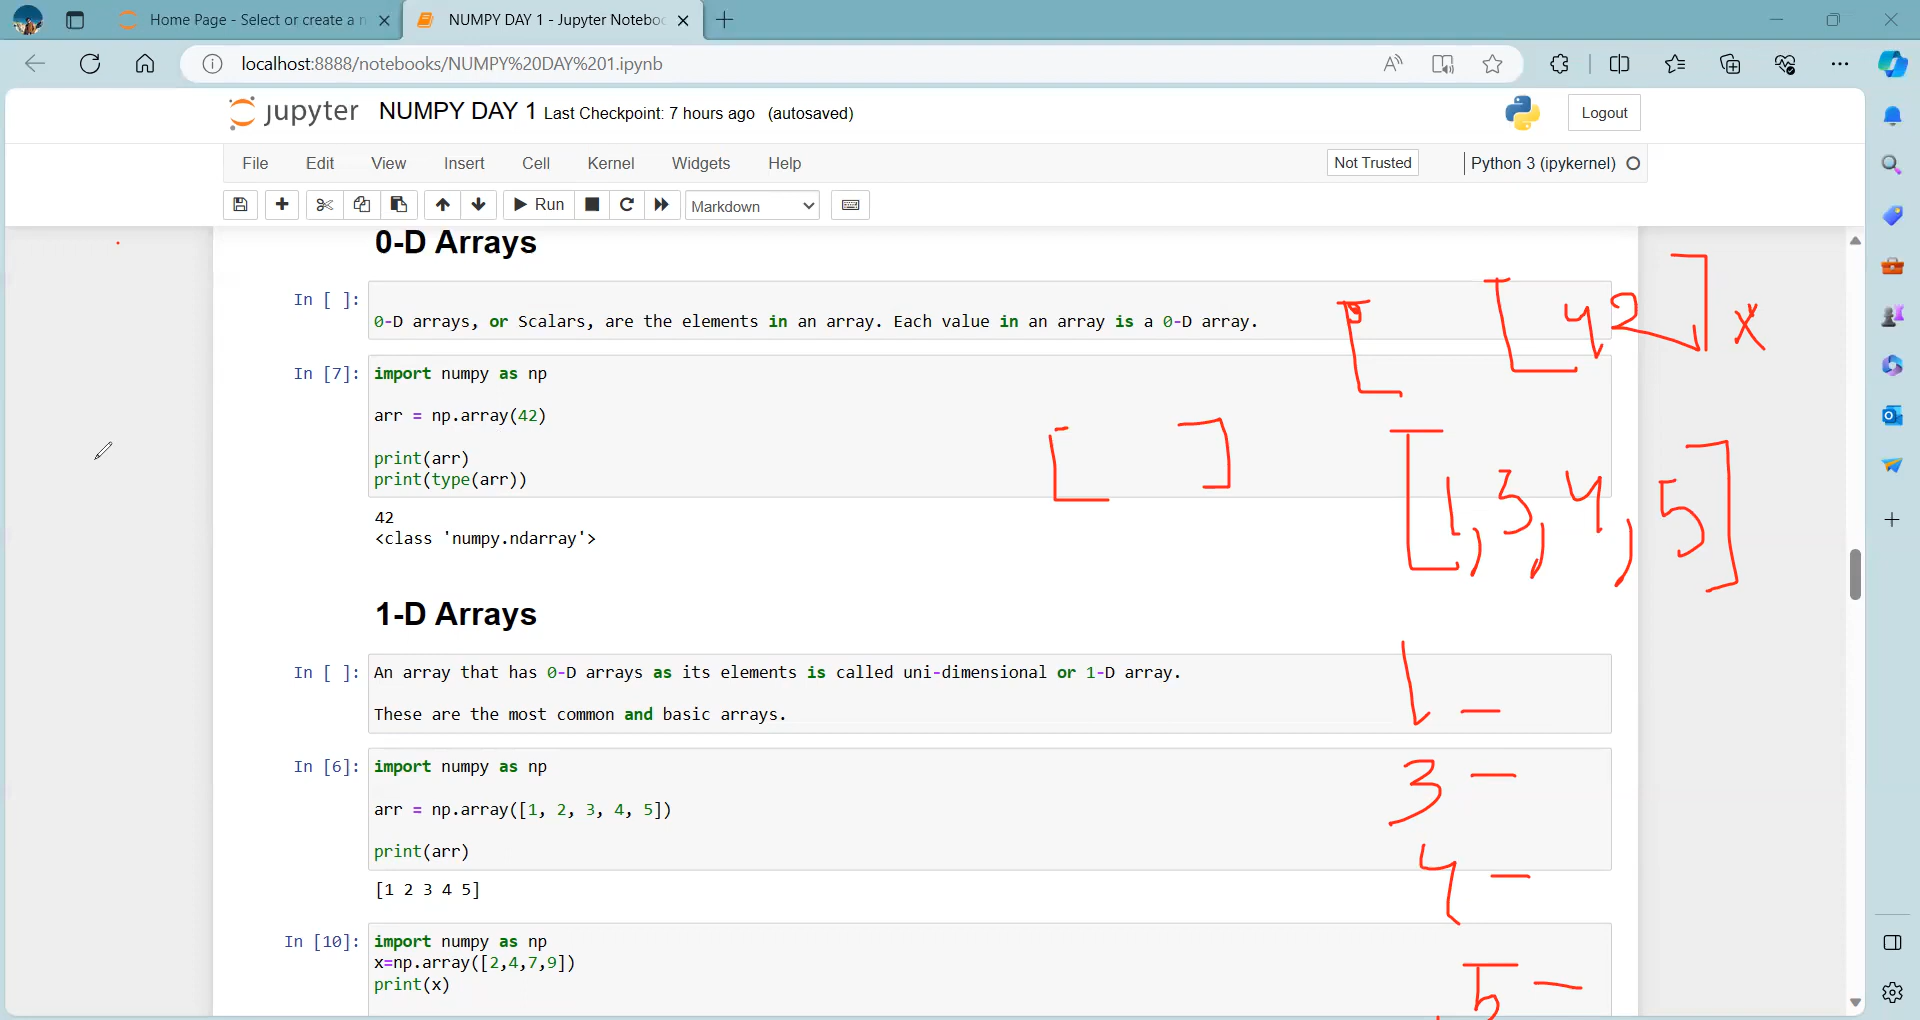 Home Page - Select or create a n
NUMPY DAY 1 - Jupyter Noteboo
localhost:8888/notebooks/NUMPY%20DAY%201.ipynb
jupyter NUMPY DAY 1 Last Checkpoint: 7 hours ago (autosaved)
Logout
File Edit View Insert Cell Kernel Widgets Help
Not Trusted
Python 3 (ipykernel)
Run
Markdown
0-D Arrays
In [ ]:
0-D arrays, or Scalars, are the elements in an array. Each value in an array is a 0-D array.
[
[42] x
In [7]:
import numpy as np
arr = np.array(42)
print(arr)
print(type(arr))
[ ]
[1,3,4,5]
42
<class 'numpy.ndarray'>
1-D Arrays
In [ ]:
An array that has 0-D arrays as its elements is called uni-dimensional or 1-D array.
These are the most common and basic arrays.
1 -
In [6]:
import numpy as np
arr = np.array([1, 2, 3, 4, 5])
print(arr)
3 -
4 -
[1 2 3 4 5]
In [10]:
import numpy as np
x=np.array([2,4,7,9])
print(x)
5 -